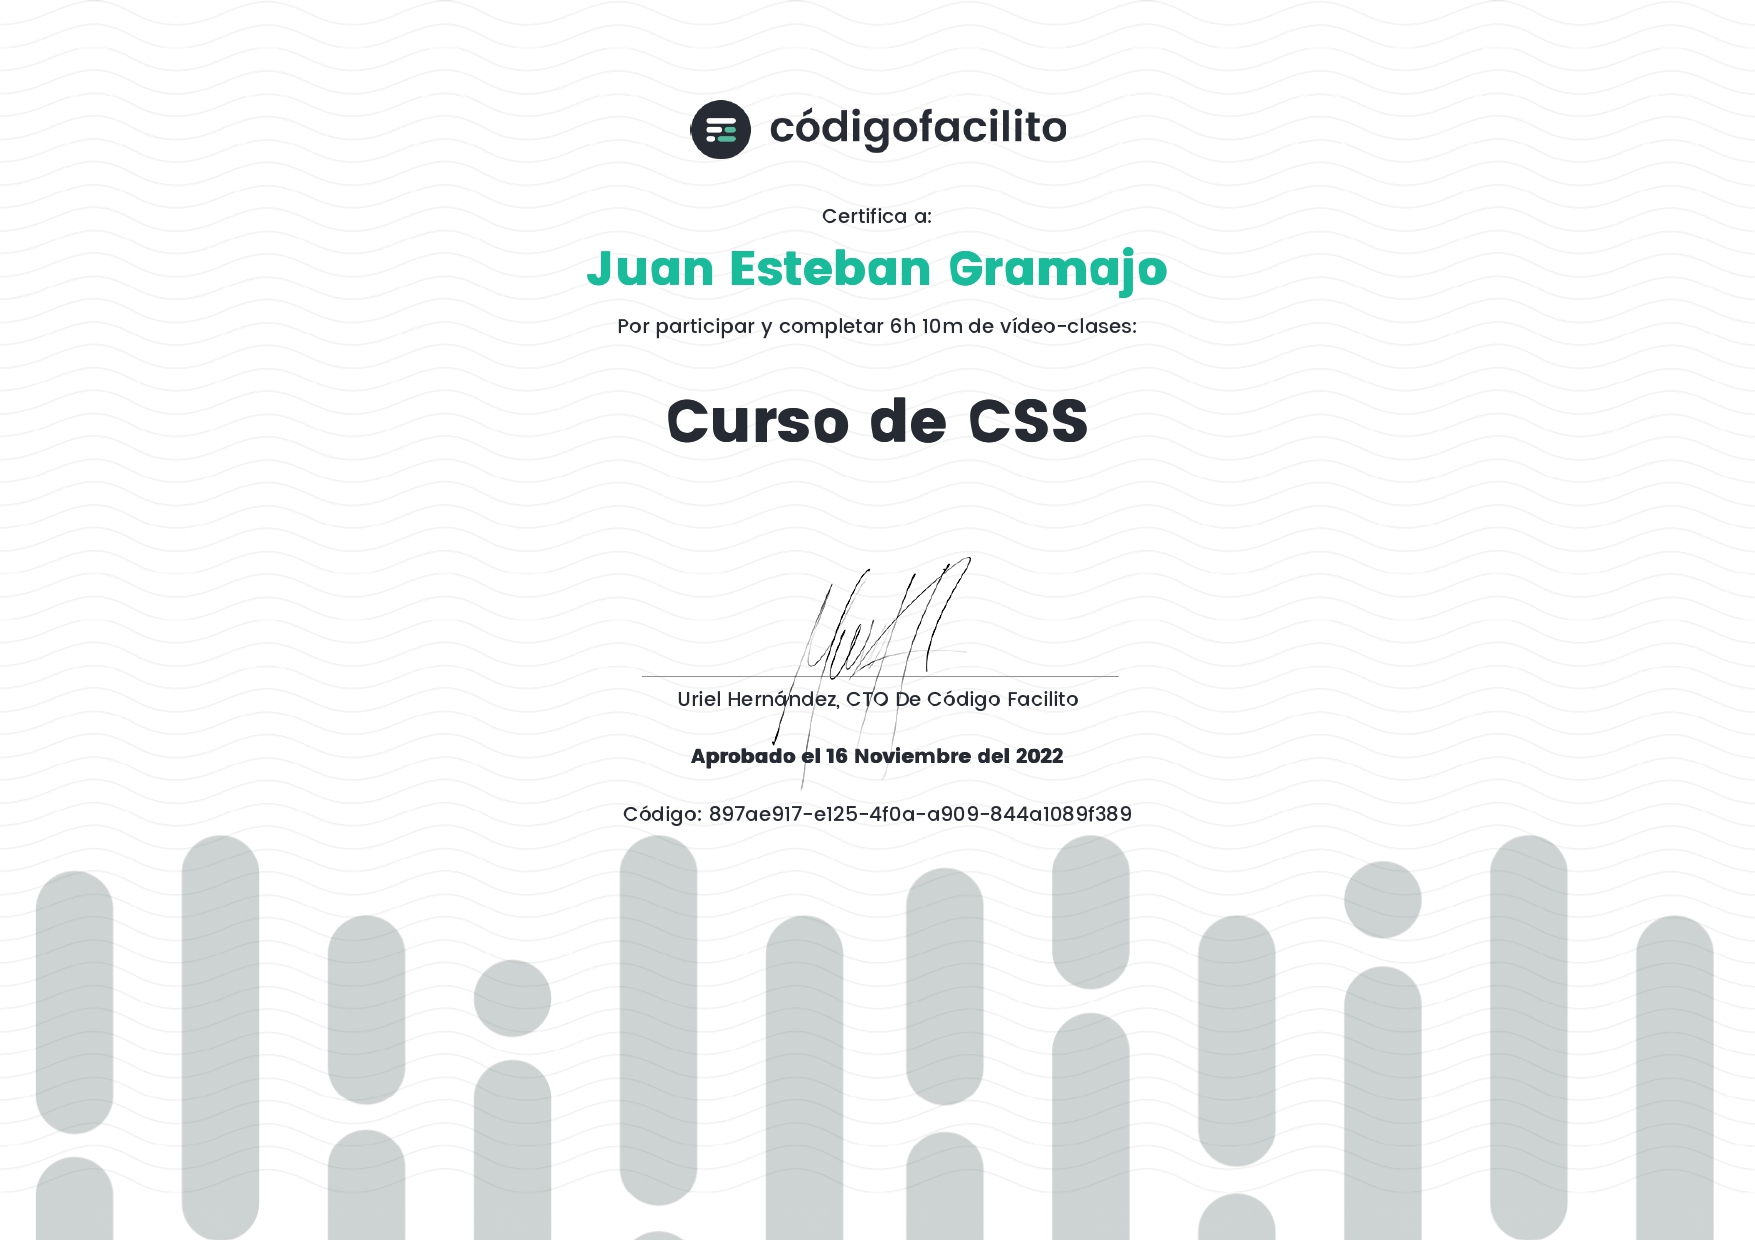 códigofacilito
Certifica a:
Juan Esteban Gramajo
Por participar y completar 6h 10m de vídeo-clases:
Curso de CSS
Uriel Hernández, CTO De Código Facilito
Aprobado el 16 Noviembre del 2022
Código: 897ae917-e125-4f0a-a909-844a1089f389